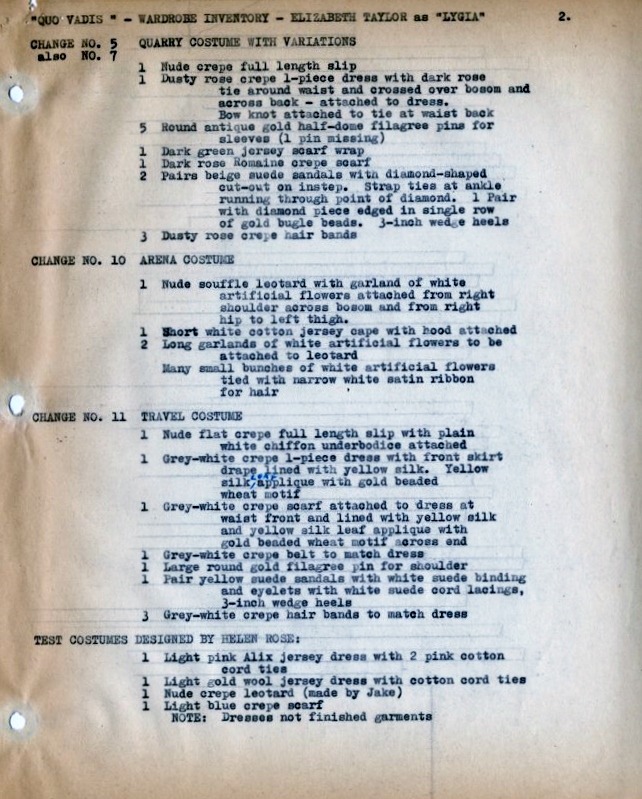 "QUO VADIS " - WARDROBE INVENTORY - ELIZABETH TAYLOR as "LYGIA" 2.
CHANGE NO. 5 QUARRY COSTUME WITH VARIATIONS
also NO. 7
1 Nude crepe full length slip
1 Dusty rose crepe 1-piece dress with dark rose
tie around waist and crossed over bosom and
across back - attached to dress.
Bow knot attached to tie at waist back
5 Round antique gold half-dome filagree pins for
sleeves (1 pin missing)
1 Dark green jersey scarf wrap
1 Dark rose Romaine crepe scarf
2 Pairs beige suede sandals with diamond-shaped
cut-out on instep. Strap ties at ankle
running through point of diamond. 1 Pair
with diamond piece edged in single row
of gold bugle beads. 3-inch wedge heels
3 Dusty rose crepe hair bands
CHANGE NO. 10 ARENA COSTUME
1 Nude souffle leotard with garland of white
artificial flowers attached from right
shoulder across bosom and from right
hip to left thigh.
1 Short white cotton jersey cape with hood attached
2 Long garlands of white artificial flowers to be
attached to leotard
Many small bunches of white artificial flowers
tied with narrow white satin ribbon
for hair
CHANGE NO. 11 TRAVEL COSTUME
1 Nude flat crepe full length slip with plain
white chiffon underbodice attached
1 Grey-white crepe 1-piece dress with front skirt
drape lined with yellow silk. Yellow
silk leaf applique with gold beaded
wheat motif
1 Grey-white crepe scarf attached to dress at
waist front and lined with yellow silk
and yellow silk leaf applique with
gold beaded wheat motif across end
1 Grey-white crepe belt to match dress
1 Large round gold filagree pin for shoulder
1 Pair yellow suede sandals with white suede binding
and eyelets with white suede cord lacings,
3-inch wedge heels
3 Grey-white crepe hair bands to match dress
TEST COSTUMES DESIGNED BY HELEN ROSE:
1 Light pink Alix jersey dress with 2 pink cotton
cord ties
1 Light gold wool jersey dress with cotton cord ties
1 Nude crepe leotard (made by Jake)
1 Light blue crepe scarf
NOTE: Dresses not finished garments